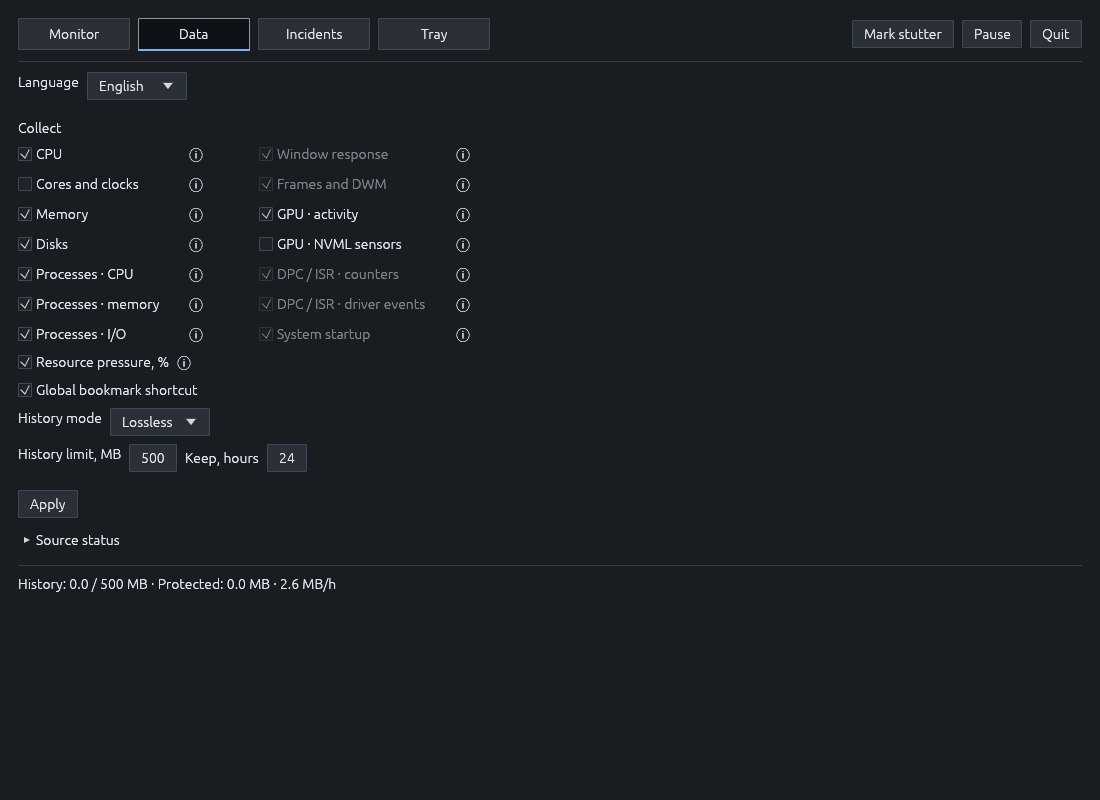 Monitor Data Incidents Tray Mark stutter Pause Quit
Language English
Collect
CPU Window response
Cores and clocks Frames and DWM
Memory GPU · activity
Disks GPU · NVML sensors
Processes · CPU DPC / ISR · counters
Processes · memory DPC / ISR · driver events
Processes · I/O System startup
Resource pressure, %
Global bookmark shortcut
History mode Lossless
History limit, MB 500 Keep, hours 24
Apply
Source status
History: 0.0 / 500 MB · Protected: 0.0 MB · 2.6 MB/h